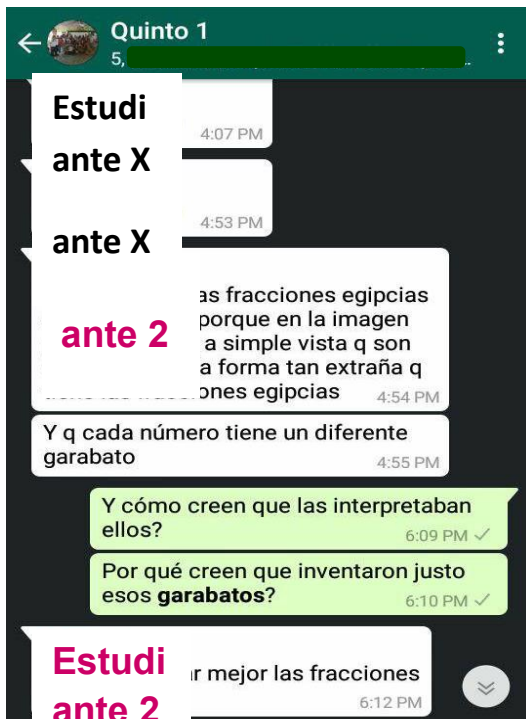 Quinto 1
5,
Estudi
ante X
4:07 PM
ante X
4:53 PM
as fracciones egipcias
porque en la imagen
ante 2
a simple vista q son
a forma tan extraña q
ones egipcias 4:54 PM
Y q cada número tiene un diferente
garabato 4:55 PM
Y cómo creen que las interpretaban
ellos? 6:09 PM
Por qué creen que inventaron justo
esos garabatos? 6:10 PM
Estudi
r mejor las fracciones
ante 2 6:12 PM